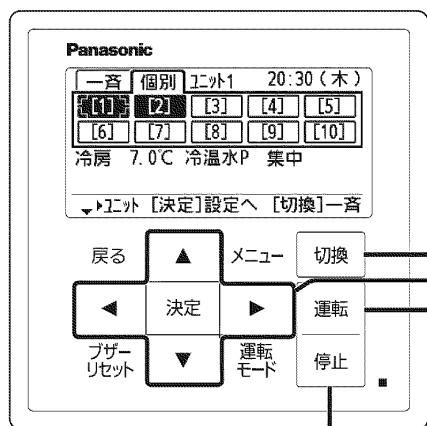 Panasonic
一斉 個別 ユニット1 20:30(木)
[1] [2] [3] [4] [5]
[6] [7] [8] [9] [10]
冷房 7.0℃ 冷温水P 集中
ユニット [決定]設定へ [切換]一斉
戻る メニュー 切換
決定 運転
ブザーリセット 運転モード 停止